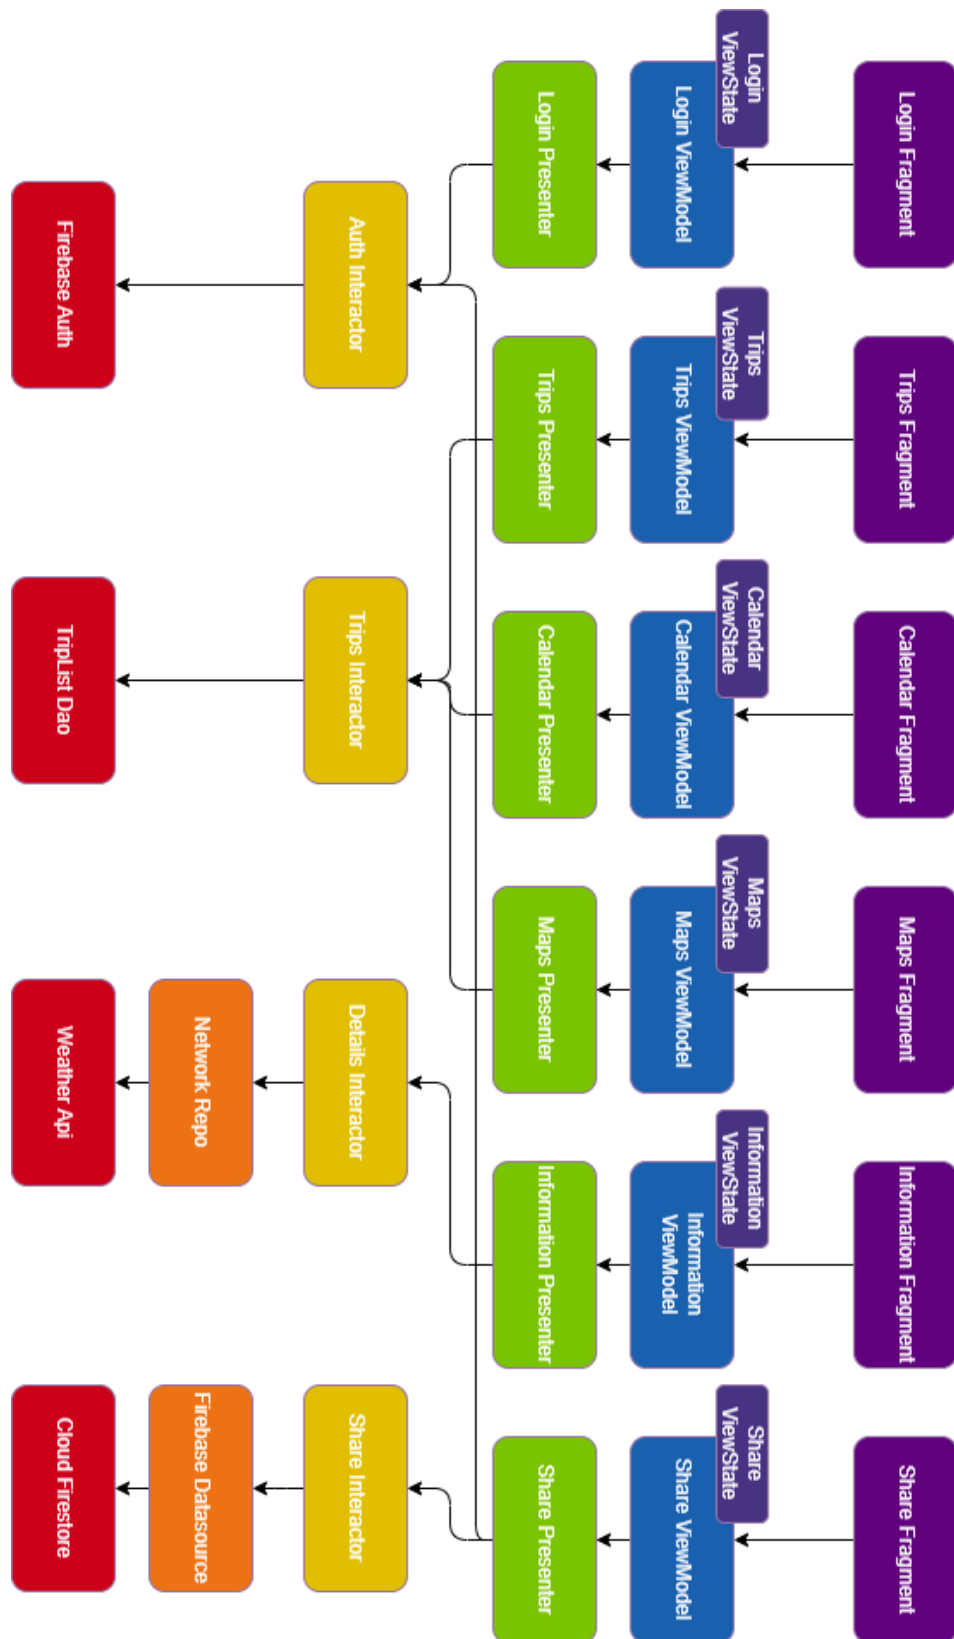 Login Fragment
Trips Fragment
Calendar Fragment
Maps Fragment
Information Fragment
Share Fragment
Login
ViewState
Trips
ViewState
Calendar
ViewState
Maps
ViewState
Information
ViewState
Share
ViewState
Login ViewModel
Trips ViewModel
Calendar ViewModel
Maps ViewModel
Information
ViewModel
Share ViewModel
Login Presenter
Trips Presenter
Calendar Presenter
Maps Presenter
Information Presenter
Share Presenter
Auth Interactor
Trips Interactor
Details Interactor
Share Interactor
Network Repo
Firebase Datasource
Firebase Auth
TripList Dao
Weather Api
Cloud Firestore